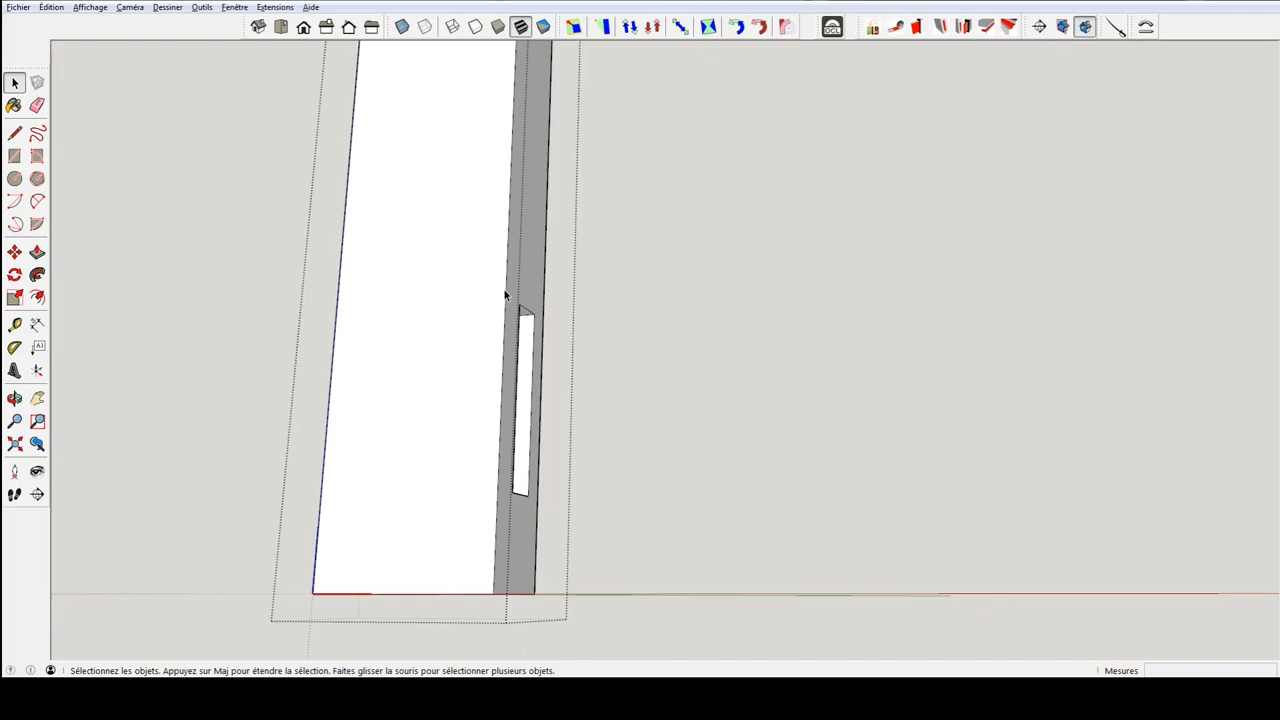 Fichier Édition Affichage Caméra Dessiner Outils Fenêtre Extensions Aide
OCL
Sélectionnez les objets. Appuyez sur Maj pour étendre la sélection. Faites glisser la souris pour sélectionner plusieurs objets. Mesures